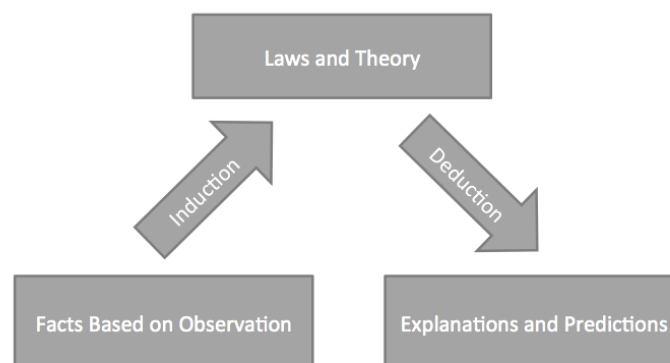 Laws and Theory
Induction
Deduction
Facts Based on Observation
Explanations and Predictions